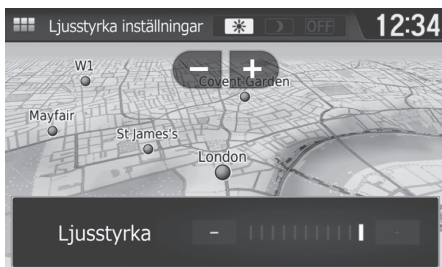 Ljusstyrka inställningar OFF 12:34
W1
Covent Garden
Mayfair
St James's
London
Ljusstyrka - +